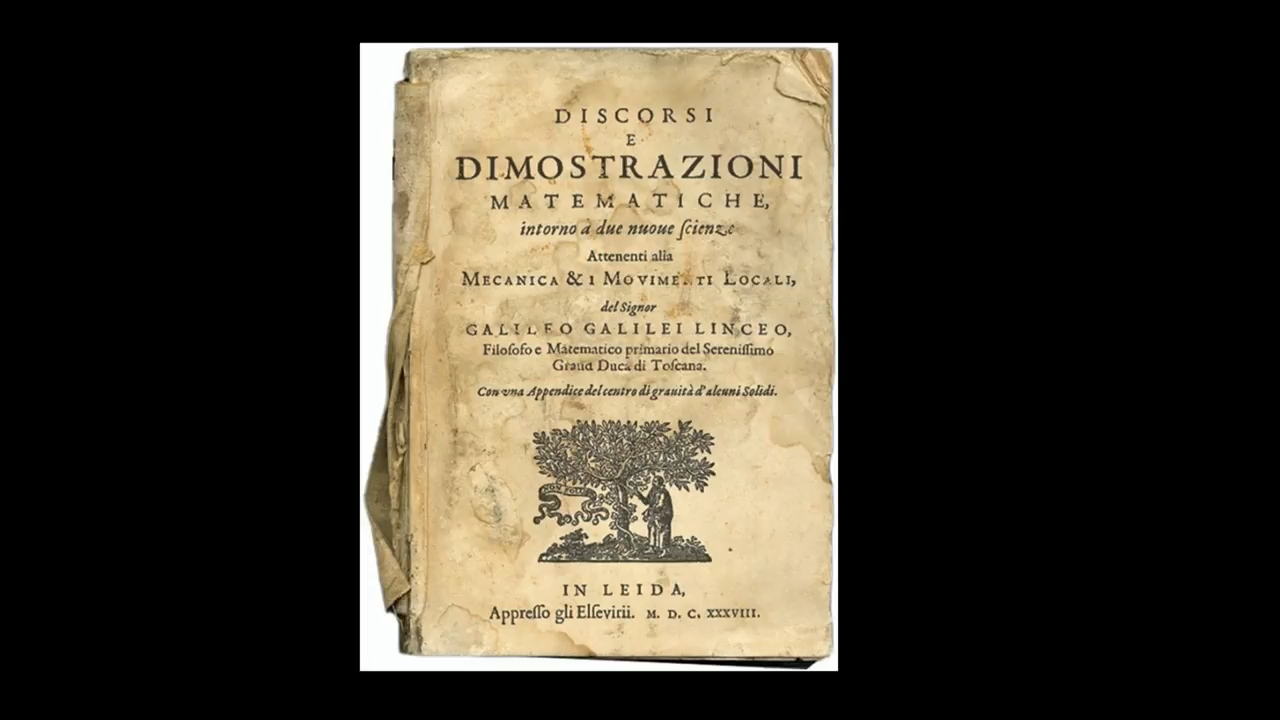 DISCORSI
E
DIMOSTRAZIONI
MATEMATICHE,
intorno à due nuoue ſcienze
Attenenti alla
MECANICA & I MOVIMENTI LOCALI,
del Signor
GALILEO GALILEI LINCEO,
Filoſofo e Matematico primario del Sereniſſimo
Grand Duca di Toſcana.
Con vna Appendice del centro di grauità d'alcuni Solidi.
NON SOLUS
IN LEIDA,
Appreſſo gli Elſevirii. M. D. C. XXXVIII.